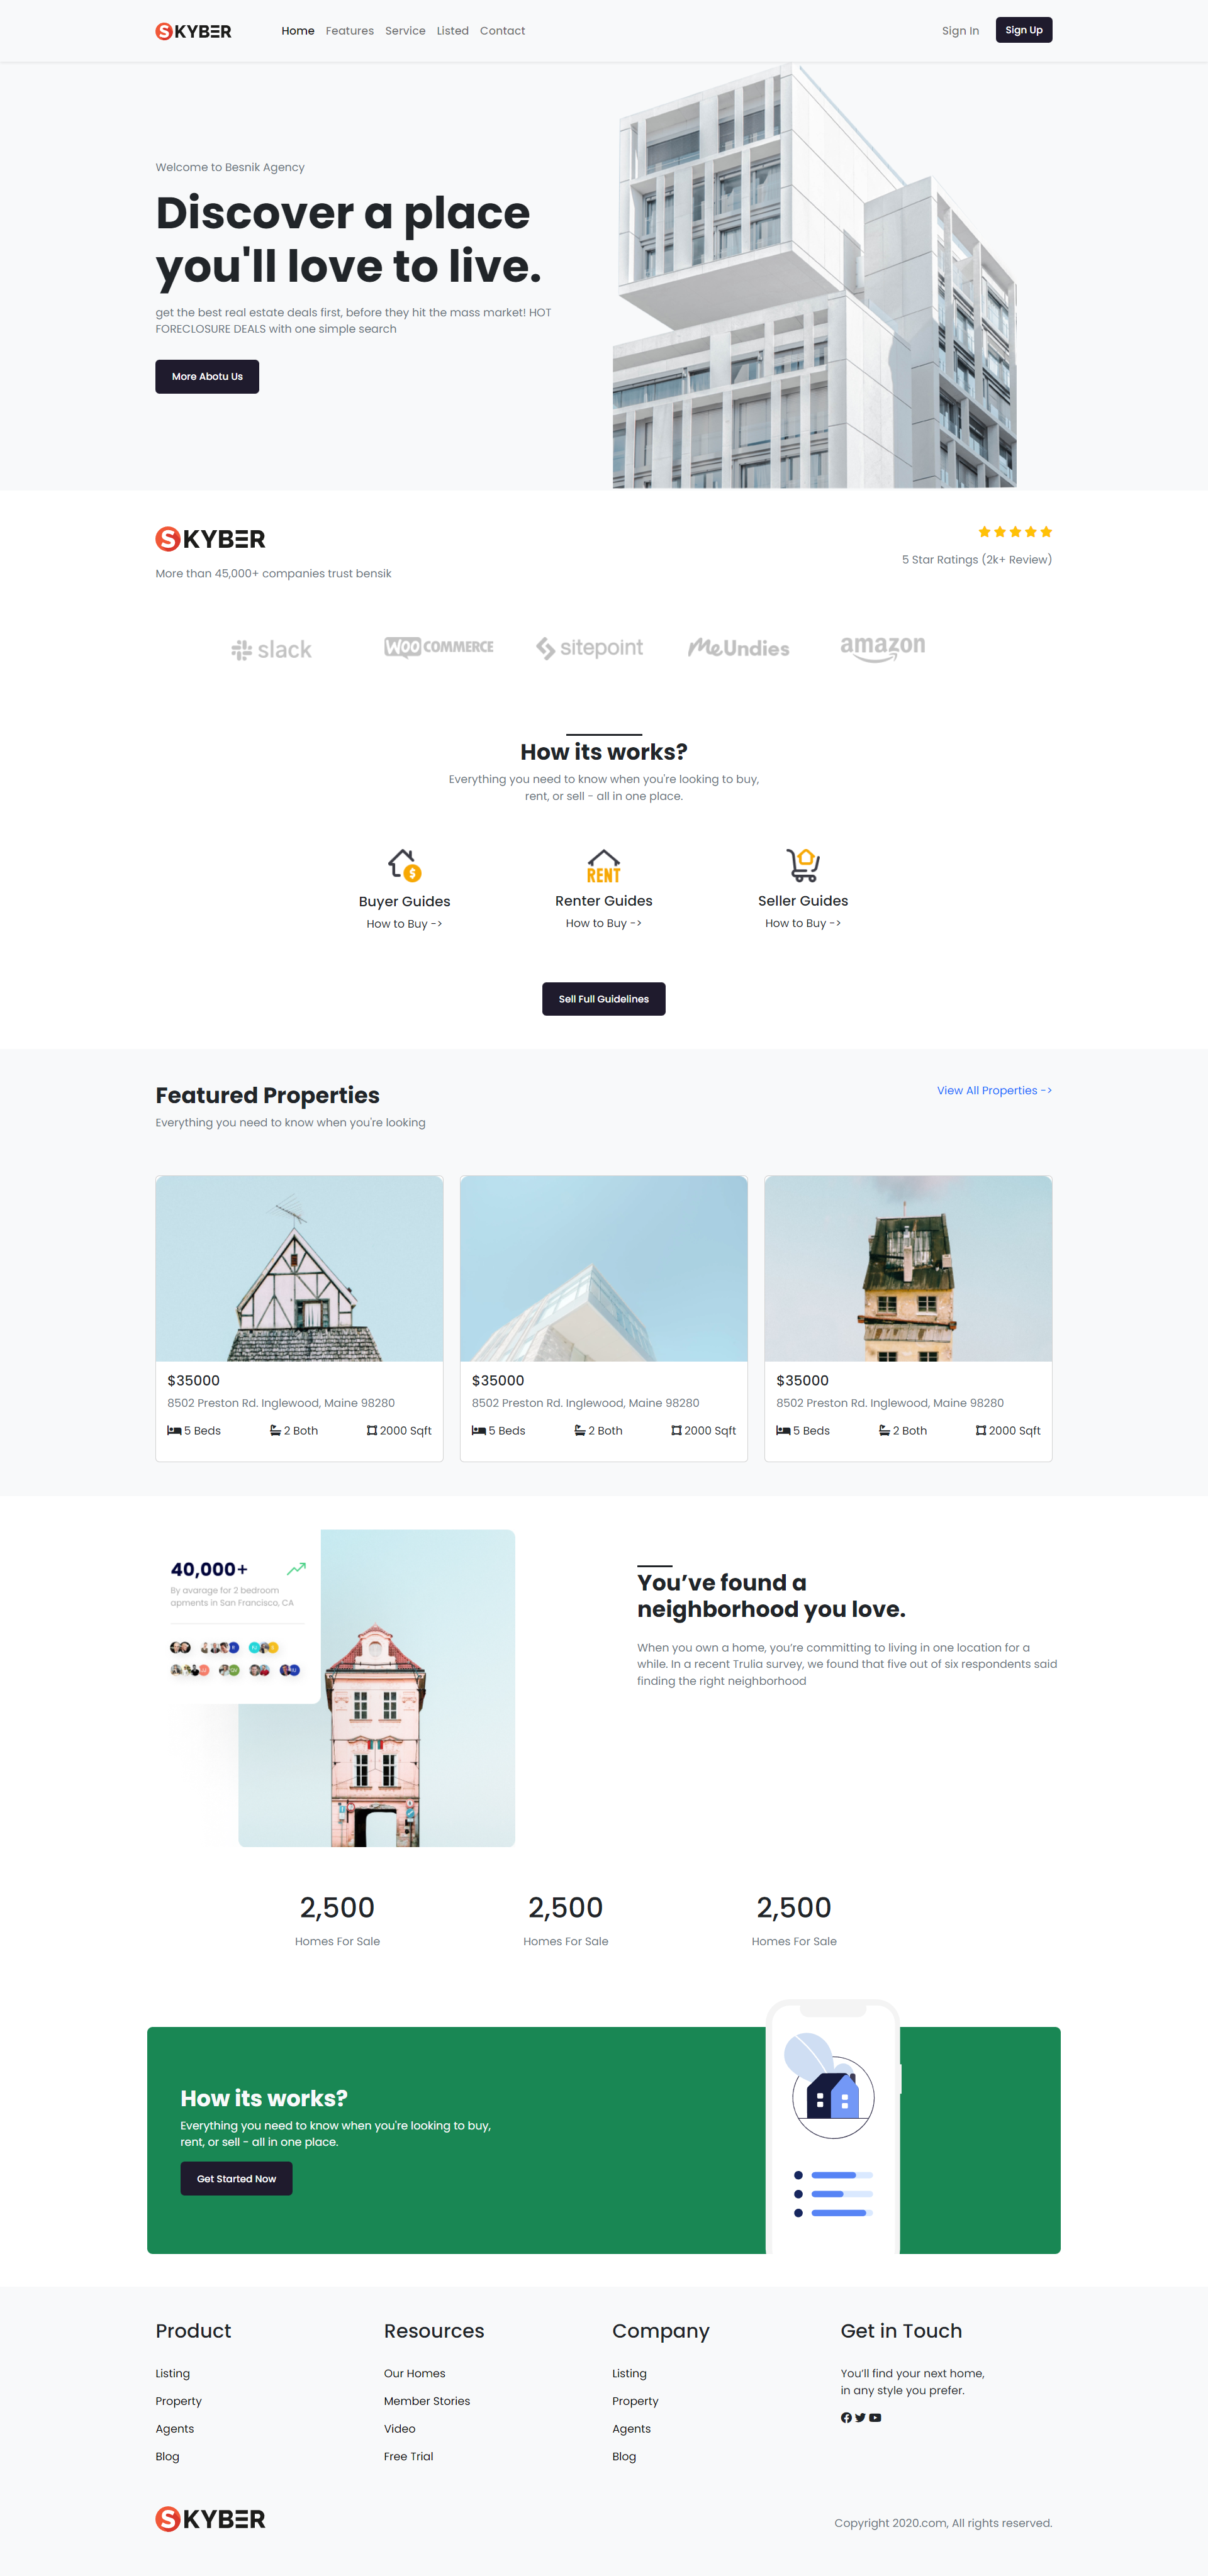 SKYBER
Home Features Service Listed Contact
Sign In Sign Up
Welcome to Besnik Agency
Discover a place
you'll love to live.
get the best real estate deals first, before they hit the mass market! HOT
FORECLOSURE DEALS with one simple search
More Abotu Us
SKYBER
More than 45,000+ companies trust bensik
5 Star Ratings (2k+ Review)
slack WOO COMMERCE sitepoint MeUndies amazon
How its works?
Everything you need to know when you're looking to buy,
rent, or sell - all in one place.
RENT
Buyer Guides Renter Guides Seller Guides
How to Buy -> How to Buy -> How to Buy ->
Sell Full Guidelines
Featured Properties
View All Properties ->
Everything you need to know when you're looking
$35000
8502 Preston Rd. Inglewood, Maine 98280
5 Beds 2 Both 2000 Sqft
$35000
8502 Preston Rd. Inglewood, Maine 98280
5 Beds 2 Both 2000 Sqft
$35000
8502 Preston Rd. Inglewood, Maine 98280
5 Beds 2 Both 2000 Sqft
40,000+
By avarage for 2 bedroom
apments in San Francisco, CA
You’ve found a
neighborhood you love.
When you own a home, you’re committing to living in one location for a
while. In a recent Trulia survey, we found that five out of six respondents said
finding the right neighborhood
2,500 2,500 2,500
Homes For Sale Homes For Sale Homes For Sale
How its works?
Everything you need to know when you're looking to buy,
rent, or sell - all in one place.
Get Started Now
Product
Listing
Property
Agents
Blog
Resources
Our Homes
Member Stories
Video
Free Trial
Company
Listing
Property
Agents
Blog
Get in Touch
You’ll find your next home,
in any style you prefer.
SKYBER
Copyright 2020.com, All rights reserved.